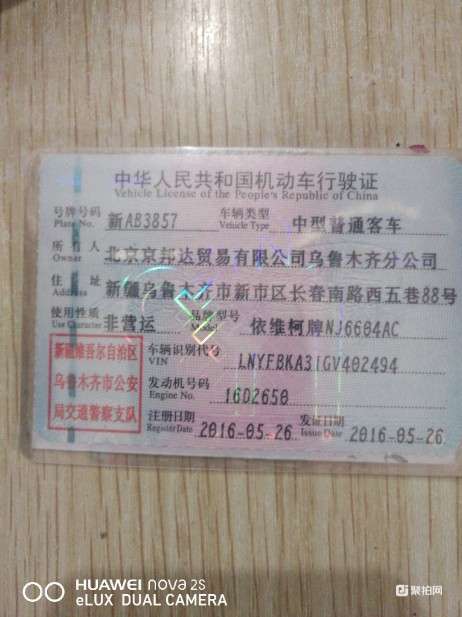 中华人民共和国机动车行驶证
Vehicle License of the People's Republic of China
号牌号码 新AB3857 车辆类型 中型普通客车
Plate No. Vehicle Type
所有人 北京京邦达贸易有限公司乌鲁木齐分公司
Owner
住址 新疆乌鲁木齐市新市区长春南路西五巷88号
Address
使用性质 非营运 品牌型号 依维柯牌NJ6604AC
Use Character Model
新疆维吾尔自治区
乌鲁木齐市公安
局交通警察支队
车辆识别代号 LNYFBKA31GV402494
VIN
发动机号码 16D2650
Engine No.
注册日期 2016-05-26 发证日期 2016-05-26
Register Date Issue Date
HUAWEI nova 2S
eLUX DUAL CAMERA
聚拍网